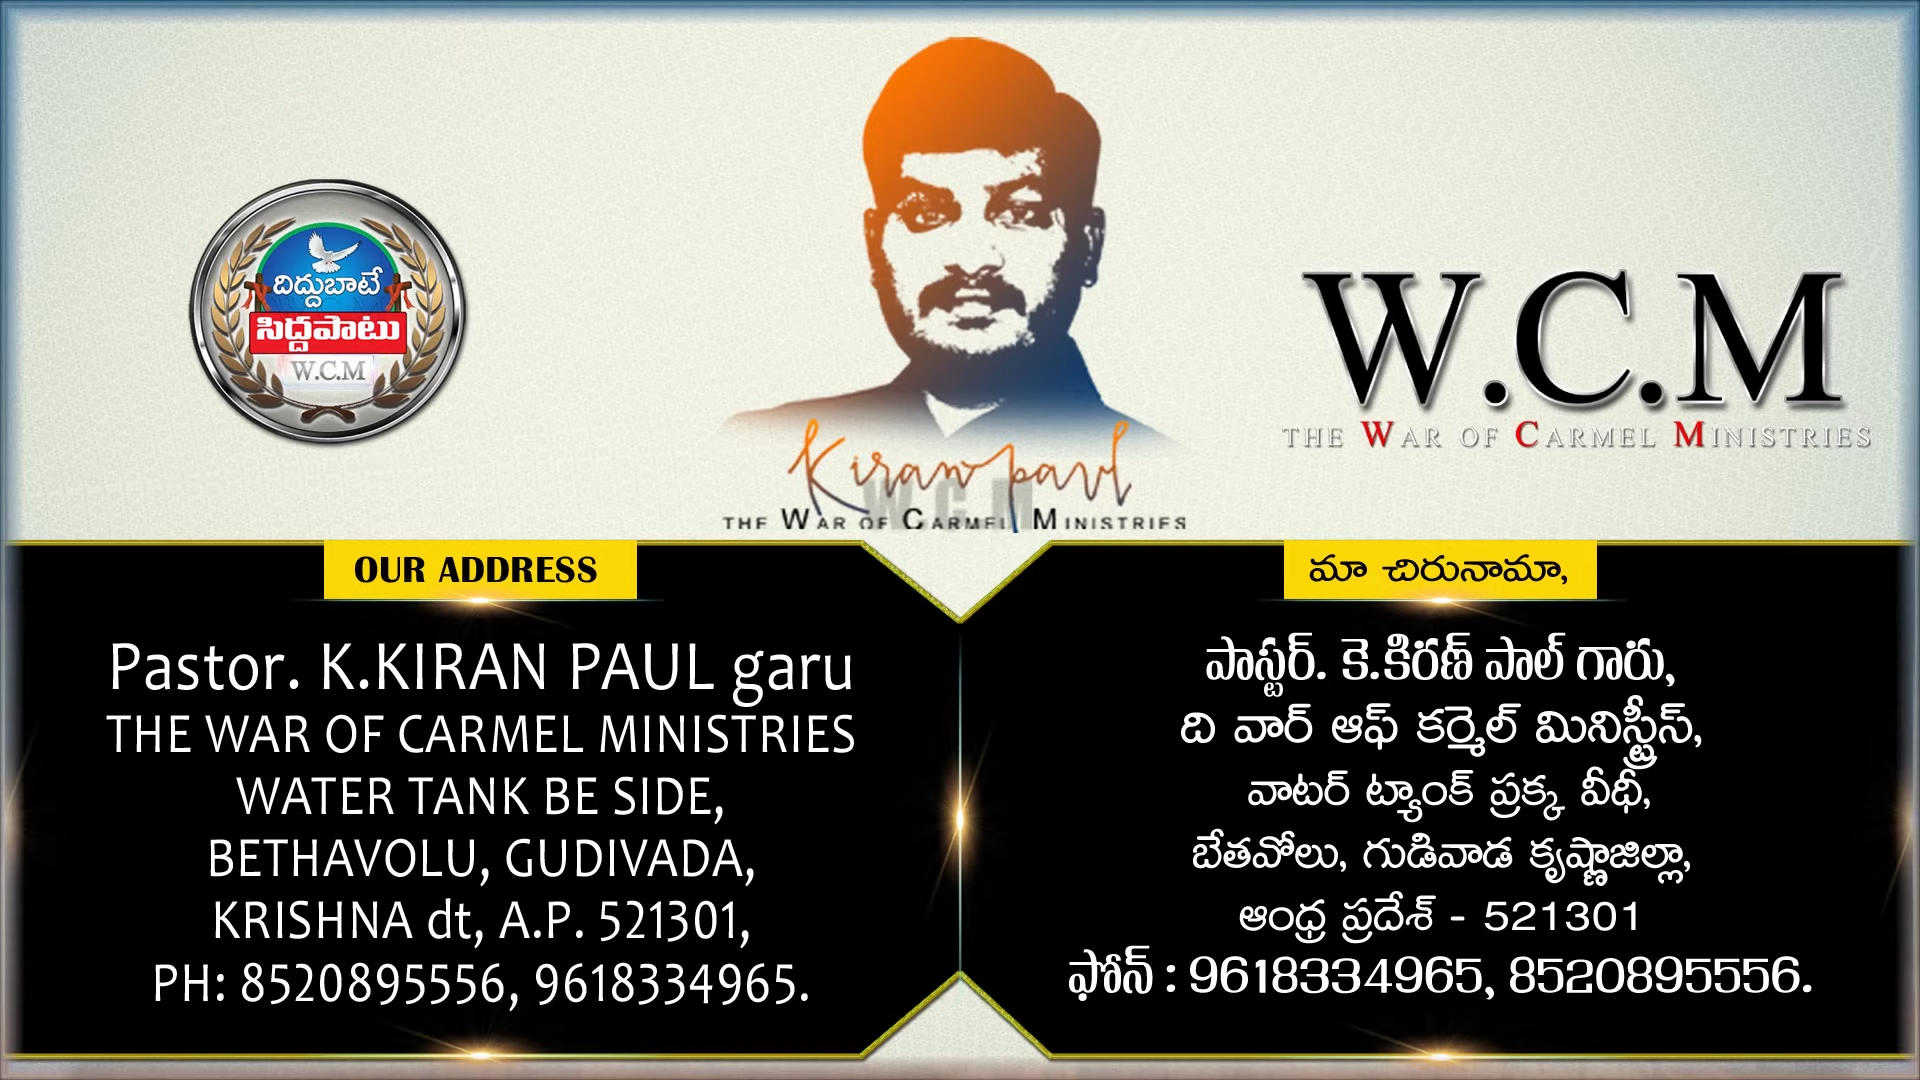 దిద్దుబాటే
సిద్దపాటు
W.C.M
Kiran paul
W.C.M
THE WAR OF CARMEL MINISTRIES
W.C.M
THE WAR OF CARMEL MINISTRIES
OUR ADDRESS
Pastor. K.KIRAN PAUL garu
THE WAR OF CARMEL MINISTRIES
WATER TANK BE SIDE,
BETHAVOLU, GUDIVADA,
KRISHNA dt, A.P. 521301,
PH: 8520895556, 9618334965.
మా చిరునామా,
పాస్టర్. కె.కిరణ్ పాల్ గారు,
ది వార్ ఆఫ్ కర్మెల్ మినిస్ట్రీస్,
వాటర్ ట్యాంక్ ప్రక్క వీధీ,
బేతవోలు, గుడివాడ కృష్ణాజిల్లా,
ఆంధ్ర ప్రదేశ్ - 521301
ఫోన్ : 9618334965, 8520895556.